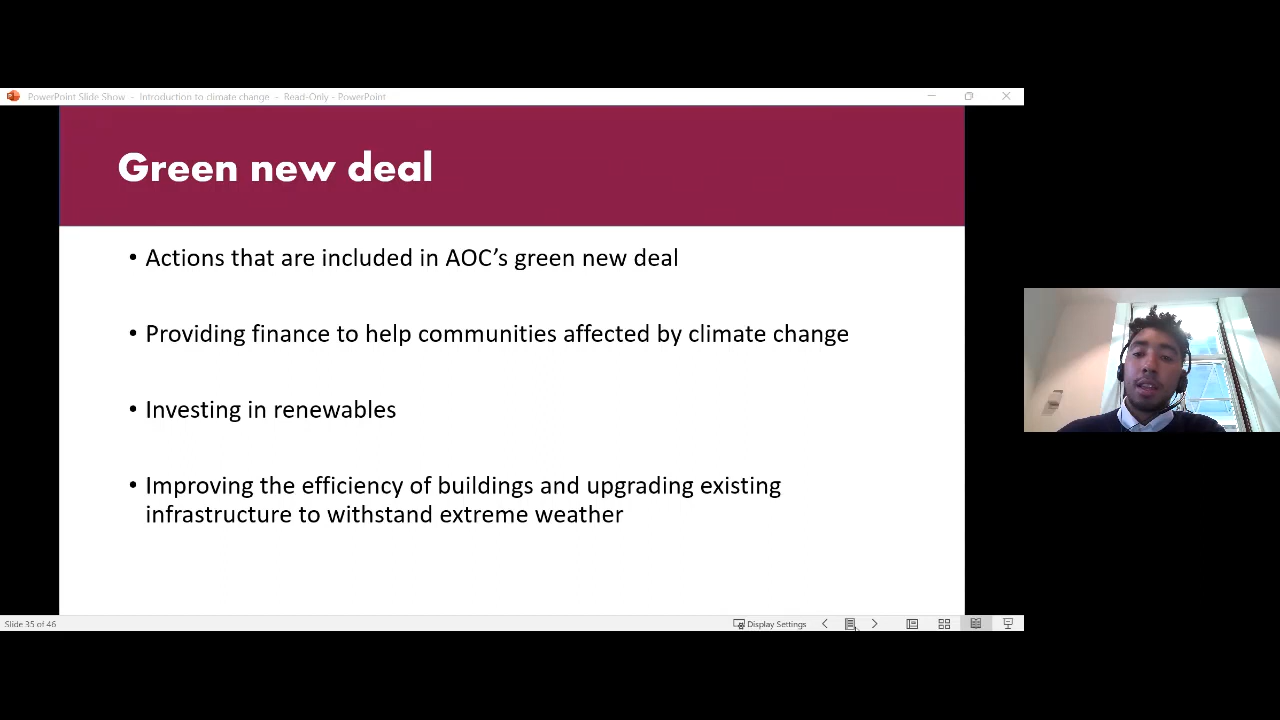 PowerPoint Slide Show - Introduction to climate change - Read-Only - PowerPoint
Green new deal
• Actions that are included in AOC’s green new deal
• Providing finance to help communities affected by climate change
• Investing in renewables
• Improving the efficiency of buildings and upgrading existing
infrastructure to withstand extreme weather
Slide 35 of 46
Display Settings